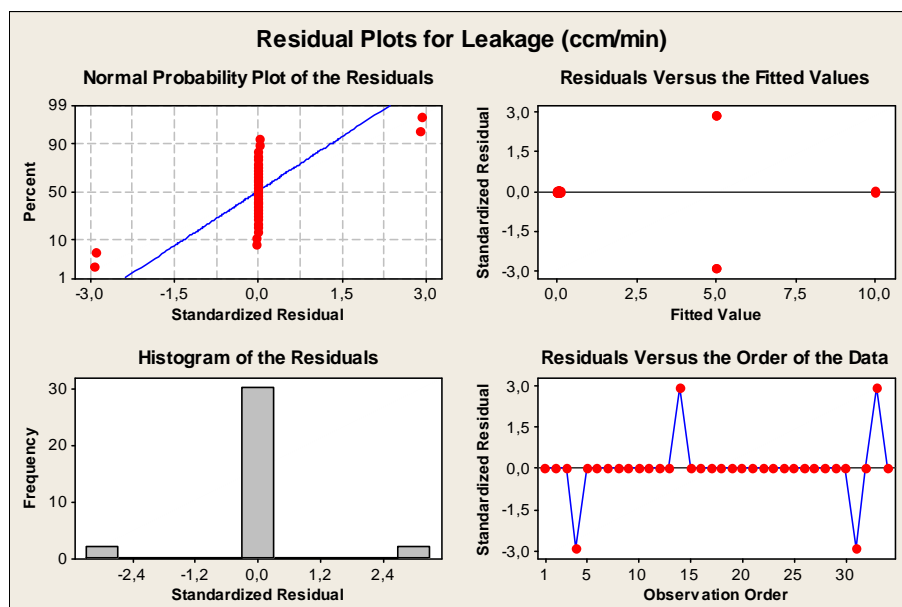 Residual Plots for Leakage (ccm/min)
Normal Probability Plot of the Residuals
99
90
50
10
1
Percent
-3,0 -1,5 0,0 1,5 3,0
Standardized Residual
Residuals Versus the Fitted Values
3,0
1,5
0,0
-1,5
-3,0
Standardized Residual
0,0 2,5 5,0 7,5 10,0
Fitted Value
Histogram of the Residuals
30
20
10
0
Frequency
-2,4 -1,2 0,0 1,2 2,4
Standardized Residual
Residuals Versus the Order of the Data
3,0
1,5
0,0
-1,5
-3,0
Standardized Residual
1 5 10 15 20 25 30
Observation Order